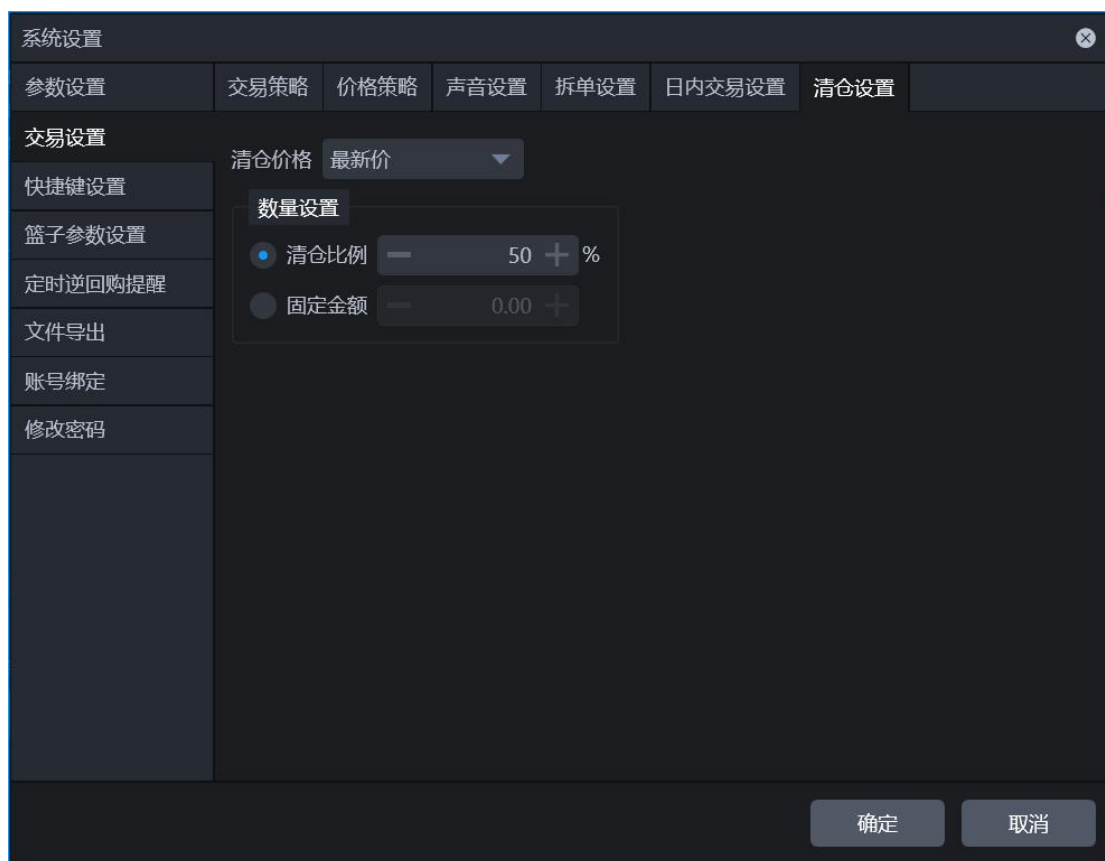 系统设置
参数设置 交易策略 价格策略 声音设置 拆单设置 日内交易设置 清仓设置
交易设置
快捷键设置
篮子参数设置
定时逆回购提醒
文件导出
账号绑定
修改密码
清仓价格 最新价
数量设置
清仓比例 50 %
固定金额 0.00
确定 取消